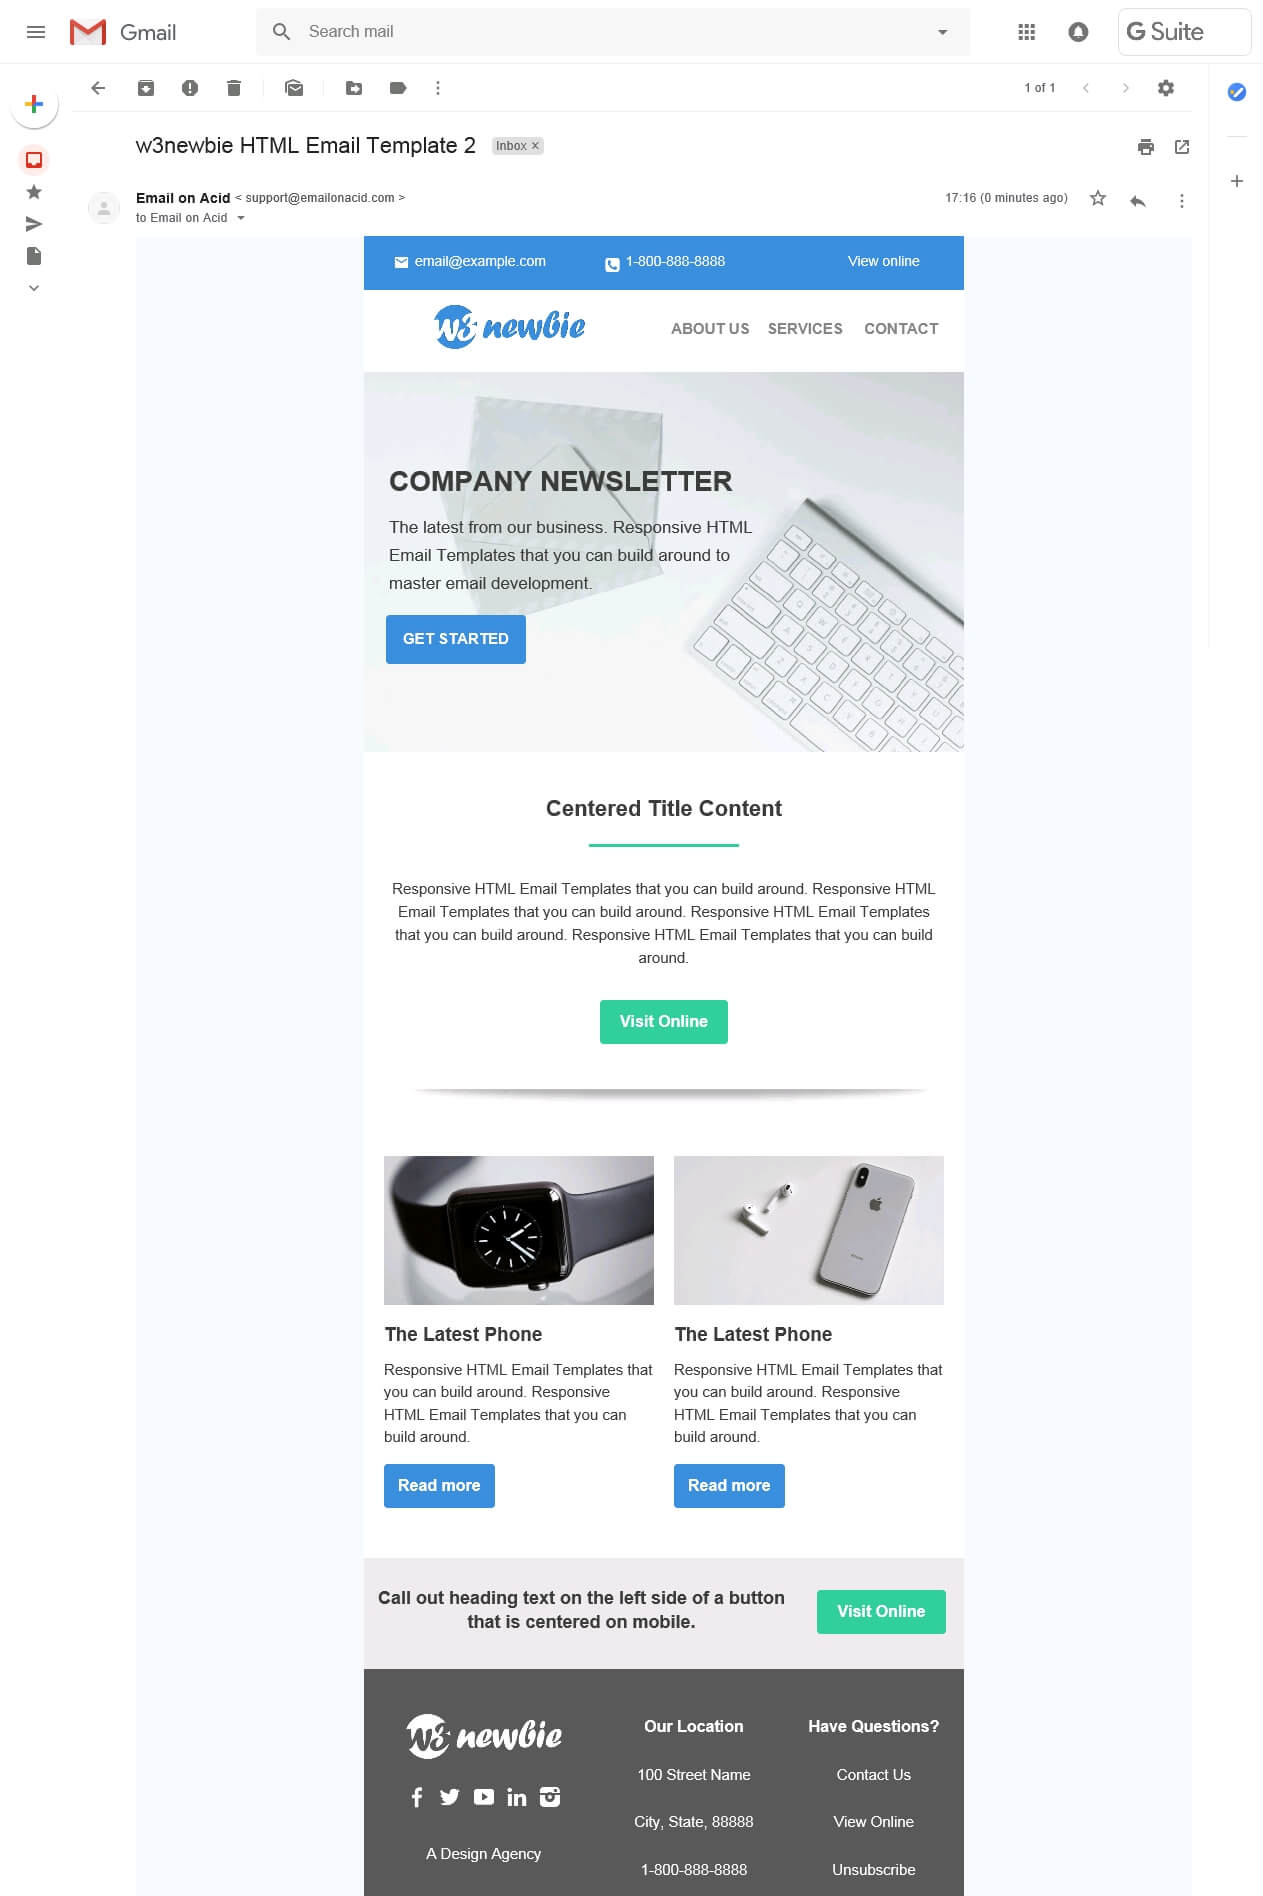 Gmail
Search mail
G Suite
1 of 1
w3newbie HTML Email Template 2
Inbox ×
Email on Acid < support@emailonacid.com >
17:16 (0 minutes ago)
to Email on Acid
email@example.com
1-800-888-8888
View online
w3 newbie
ABOUT US SERVICES CONTACT
COMPANY NEWSLETTER
The latest from our business. Responsive HTML
Email Templates that you can build around to
master email development.
GET STARTED
Centered Title Content
Responsive HTML Email Templates that you can build around. Responsive HTML
Email Templates that you can build around. Responsive HTML Email Templates
that you can build around. Responsive HTML Email Templates that you can build
around.
Visit Online
The Latest Phone
Responsive HTML Email Templates that
you can build around. Responsive
HTML Email Templates that you can
build around.
Read more
The Latest Phone
Responsive HTML Email Templates that
you can build around. Responsive
HTML Email Templates that you can
build around.
Read more
Call out heading text on the left side of a button
that is centered on mobile.
Visit Online
w3 newbie
A Design Agency
Our Location
100 Street Name
City, State, 88888
1-800-888-8888
Have Questions?
Contact Us
View Online
Unsubscribe